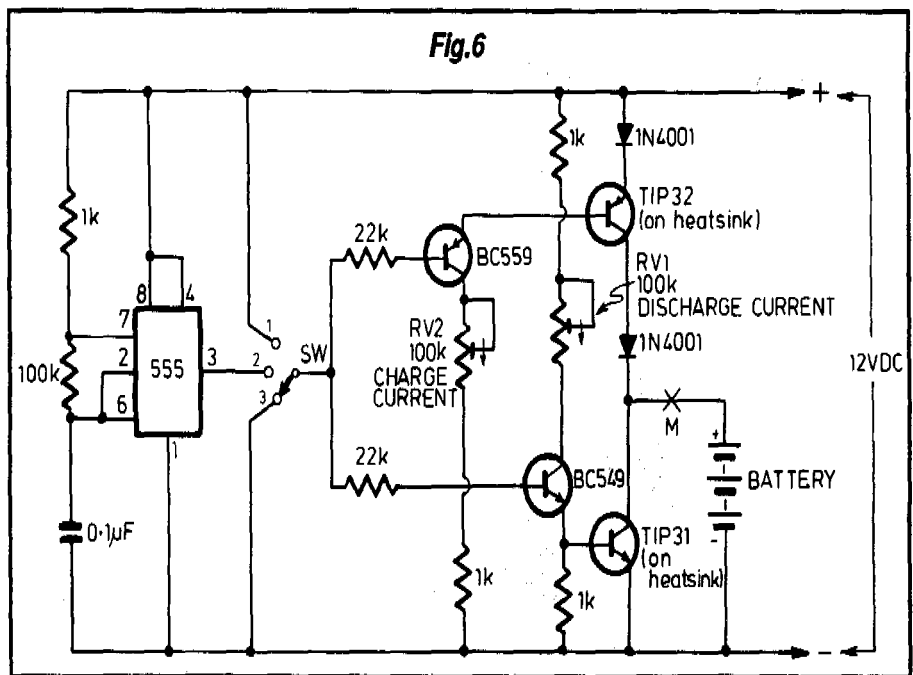 Fig.6
+
1k
1N4001
TIP32
(on heatsink)
1k
22k
BC559
RV1
100k
DISCHARGE CURRENT
8
4
7
1
RV2
100k
CHARGE
CURRENT
1N4001
2
555
3
2
SW
12VDC
100k
3
6
M
1
22k
BC549
+
BATTERY
-
0·1µF
TIP31
(on
heatsink)
1k
1k
-